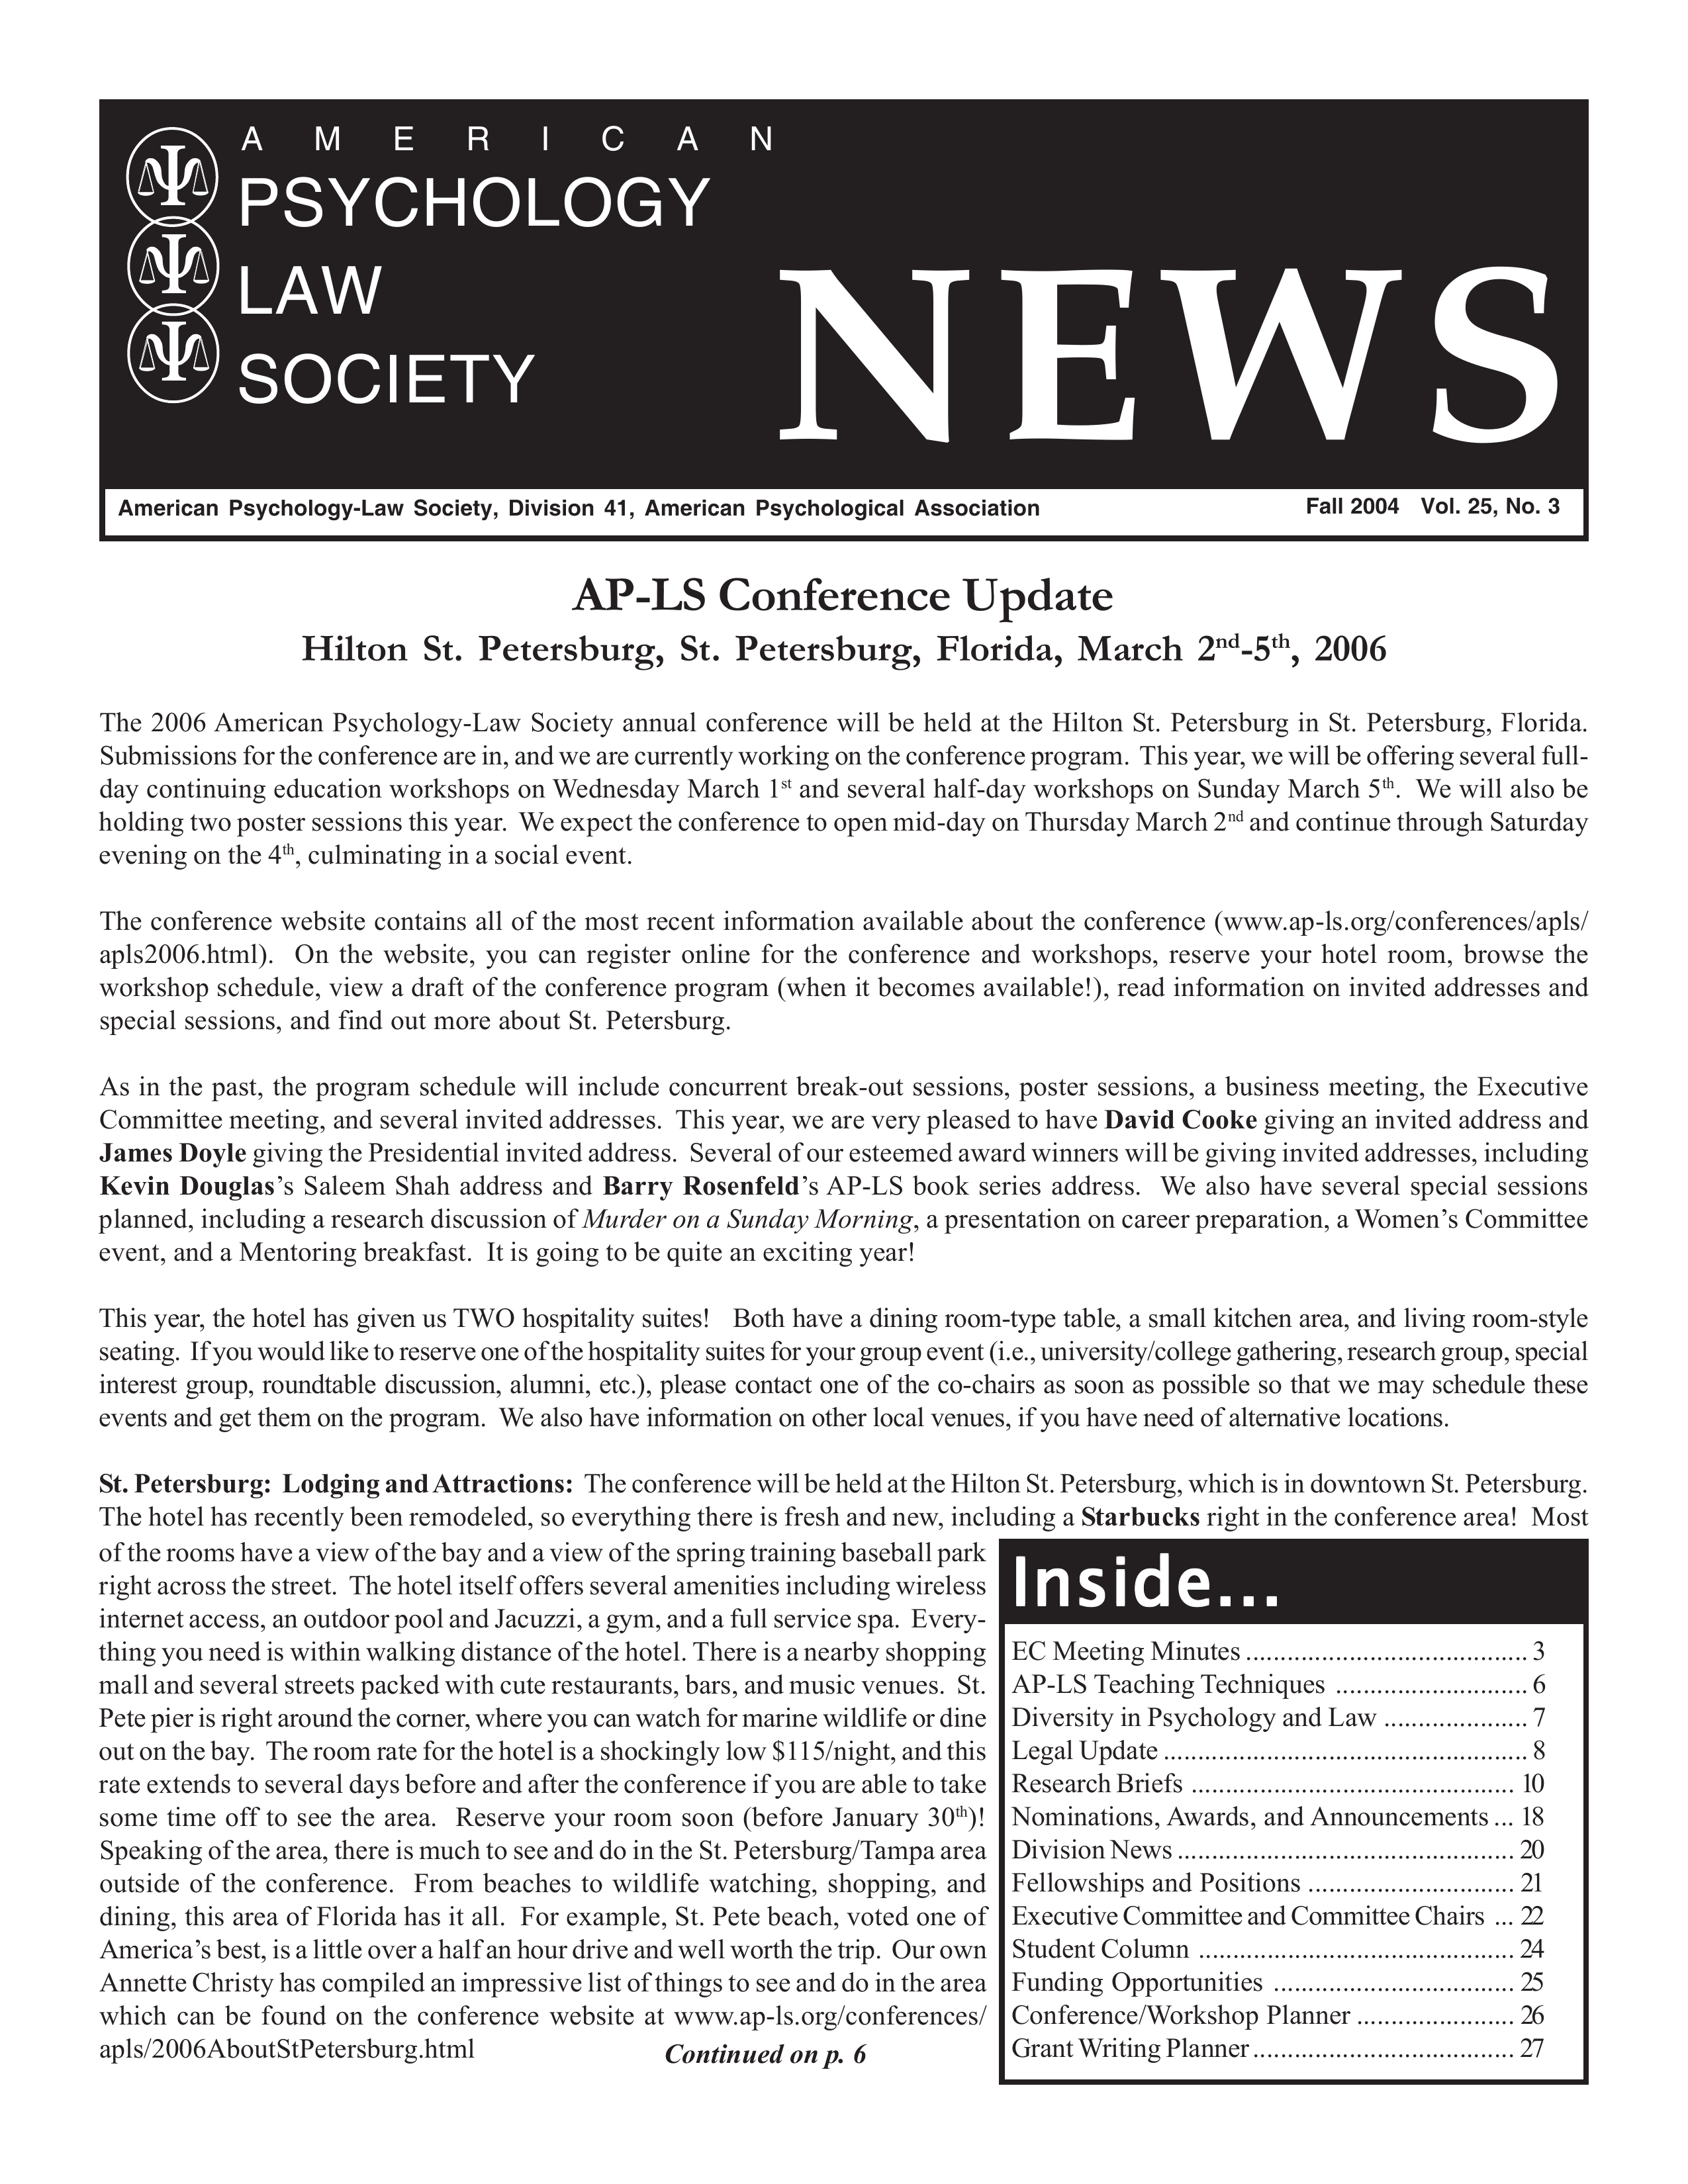 AMERICAN
PSYCHOLOGY
LAW
SOCIETY
NEWS
American Psychology-Law Society, Division 41, American Psychological Association
Fall 2004 Vol. 25, No. 3
AP-LS Conference Update
Hilton St. Petersburg, St. Petersburg, Florida, March 2nd-5th, 2006
The 2006 American Psychology-Law Society annual conference will be held at the Hilton St. Petersburg in St. Petersburg, Florida.
Submissions for the conference are in, and we are currently working on the conference program. This year, we will be offering several full-
day continuing education workshops on Wednesday March 1st and several half-day workshops on Sunday March 5th. We will also be
holding two poster sessions this year. We expect the conference to open mid-day on Thursday March 2nd and continue through Saturday
evening on the 4th, culminating in a social event.
The conference website contains all of the most recent information available about the conference (www.ap-ls.org/conferences/apls/
apls2006.html). On the website, you can register online for the conference and workshops, reserve your hotel room, browse the
workshop schedule, view a draft of the conference program (when it becomes available!), read information on invited addresses and
special sessions, and find out more about St. Petersburg.
As in the past, the program schedule will include concurrent break-out sessions, poster sessions, a business meeting, the Executive
Committee meeting, and several invited addresses. This year, we are very pleased to have David Cooke giving an invited address and
James Doyle giving the Presidential invited address. Several of our esteemed award winners will be giving invited addresses, including
Kevin Douglas's Saleem Shah address and Barry Rosenfeld's AP-LS book series address. We also have several special sessions
planned, including a research discussion of Murder on a Sunday Morning, a presentation on career preparation, a Women's Committee
event, and a Mentoring breakfast. It is going to be quite an exciting year!
This year, the hotel has given us TWO hospitality suites! Both have a dining room-type table, a small kitchen area, and living room-style
seating. If you would like to reserve one of the hospitality suites for your group event (i.e., university/college gathering, research group, special
interest group, roundtable discussion, alumni, etc.), please contact one of the co-chairs as soon as possible so that we may schedule these
events and get them on the program. We also have information on other local venues, if you have need of alternative locations.
St. Petersburg: Lodging and Attractions: The conference will be held at the Hilton St. Petersburg, which is in downtown St. Petersburg.
The hotel has recently been remodeled, so everything there is fresh and new, including a Starbucks right in the conference area! Most
of the rooms have a view of the bay and a view of the spring training baseball park
right across the street. The hotel itself offers several amenities including wireless
internet access, an outdoor pool and Jacuzzi, a gym, and a full service spa. Every-
thing you need is within walking distance of the hotel. There is a nearby shopping
mall and several streets packed with cute restaurants, bars, and music venues. St.
Pete pier is right around the corner, where you can watch for marine wildlife or dine
out on the bay. The room rate for the hotel is a shockingly low $115/night, and this
rate extends to several days before and after the conference if you are able to take
some time off to see the area. Reserve your room soon (before January 30th)!
Speaking of the area, there is much to see and do in the St. Petersburg/Tampa area
outside of the conference. From beaches to wildlife watching, shopping, and
dining, this area of Florida has it all. For example, St. Pete beach, voted one of
America's best, is a little over a half an hour drive and well worth the trip. Our own
Annette Christy has compiled an impressive list of things to see and do in the area
which can be found on the conference website at www.ap-ls.org/conferences/
apls/2006AboutStPetersburg.html
Continued on p. 6
Inside...
EC Meeting Minutes ......................................... 3
AP-LS Teaching Techniques ............................ 6
Diversity in Psychology and Law ..................... 7
Legal Update ..................................................... 8
Research Briefs ............................................... 10
Nominations, Awards, and Announcements ... 18
Division News ................................................. 20
Fellowships and Positions .............................. 21
Executive Committee and Committee Chairs ... 22
Student Column .............................................. 24
Funding Opportunities ................................... 25
Conference/Workshop Planner ....................... 26
Grant Writing Planner ...................................... 27